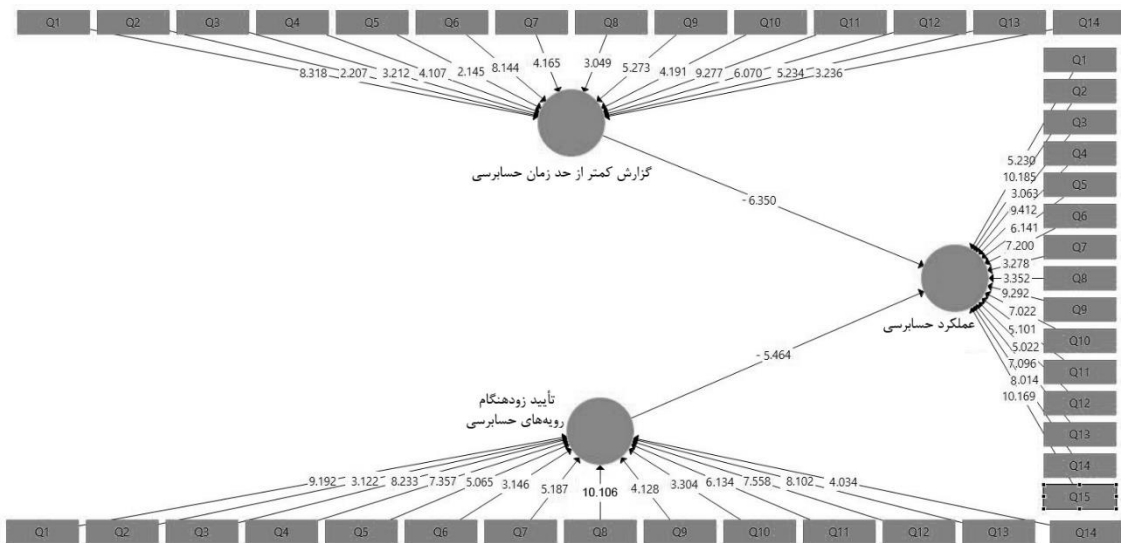 Q1 Q2 Q3 Q4 Q5 Q6 Q7 Q8 Q9 Q10 Q11 Q12 Q13 Q14
8.318 2.207 3.212 4.107 2.145 8.144 4.165 3.049 5.273 4.191 9.277 6.070 5.234 3.236
گزارش کمتر از حد زمان حسابرسی
- 6.350
Q1
Q2
Q3
Q4
Q5
Q6
Q7
Q8
Q9
Q10
Q11
Q12
Q13
Q14
Q15
5.230
10.185
3.063
9.412
6.141
7.200
3.278
3.352
9.292
7.022
5.101
5.022
7.096
8.014
10.169
عملکرد حسابرسی
- 5.464
تأیید زودهنگام
رویه‌های حسابرسی
9.192 3.122 8.233 7.357 5.065 3.146 5.187 10.106 4.128 3.304 6.134 7.558 8.102 4.034
Q1 Q2 Q3 Q4 Q5 Q6 Q7 Q8 Q9 Q10 Q11 Q12 Q13 Q14